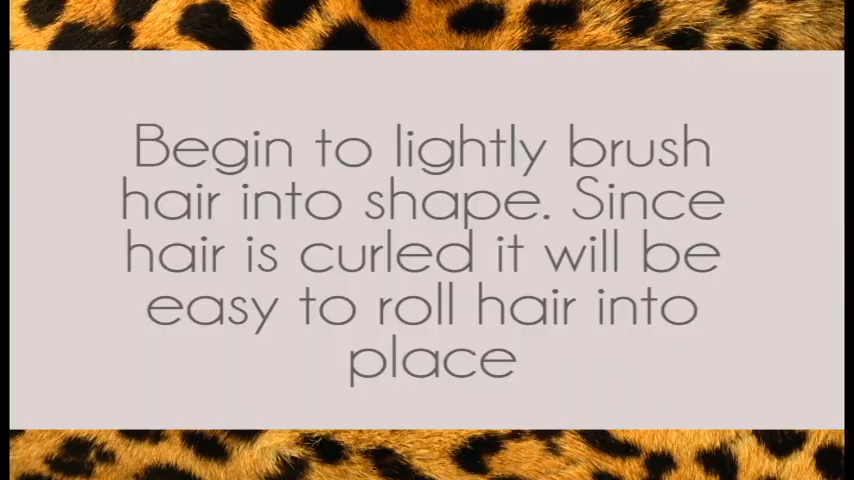 Begin to lightly brush
hair into shape. Since
hair is curled it will be
easy to roll hair into
place